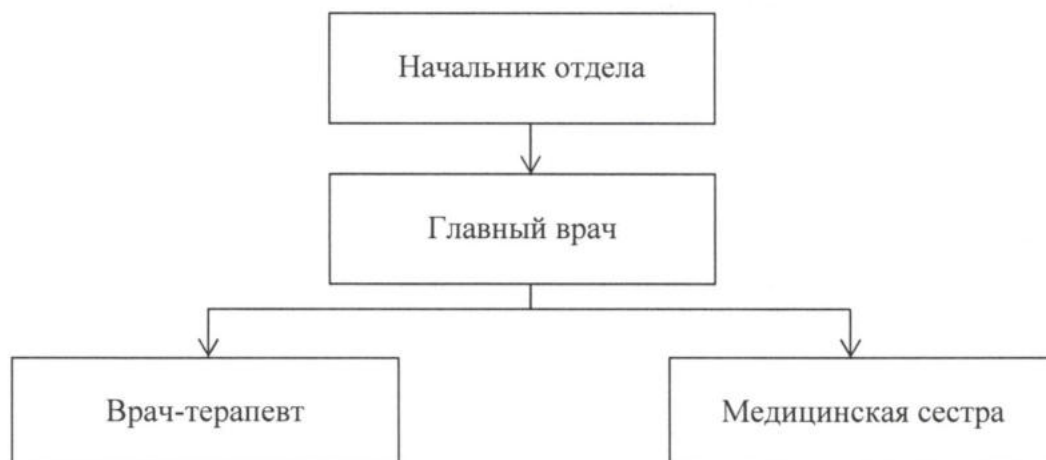 Начальник отдела
Главный врач
Врач-терапевт
Медицинская сестра